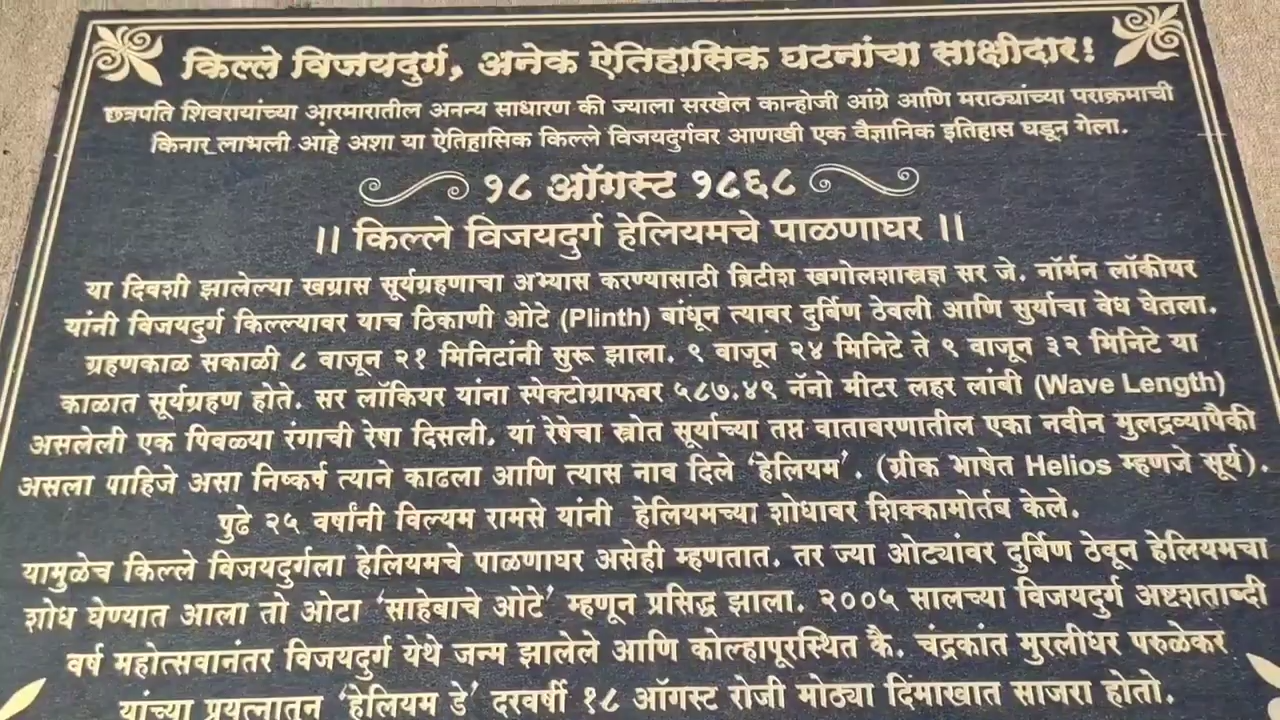 किल्ले विजयदुर्ग, अनेक ऐतिहासिक घटनांचा साक्षीदार!
छत्रपति शिवरायांच्या आरमारातील अनन्य साधारण की ज्याला सरखेल कान्होजी आंग्रे आणि मराठ्यांच्या पराक्रमाची
किनार लाभली आहे अशा या ऐतिहासिक किल्ले विजयदुर्गवर आणखी एक वैज्ञानिक इतिहास घडून गेला.
१८ ऑगस्ट १८६८
|| किल्ले विजयदुर्ग हेलियमचे पाळणाघर ||
या दिवशी झालेल्या खग्रास सूर्यग्रहणाचा अभ्यास करण्यासाठी ब्रिटीश खगोलशास्त्रज्ञ सर जे. नॉर्मन लॉकीयर
यांनी विजयदुर्ग किल्ल्यावर याच ठिकाणी ओटे (Plinth) बांधून त्यावर दुर्बिण ठेवली आणि सुर्याचा वेध घेतला.
ग्रहणकाळ सकाळी ८ वाजून २१ मिनिटांनी सुरू झाला. ९ वाजून २४ मिनिटे ते ९ वाजून ३२ मिनिटे या
काळात सूर्यग्रहण होते. सर लॉकियर यांना स्पेक्टोग्राफवर ५८७.४९ नॅनो मीटर लहर लांबी (Wave Length)
असलेली एक पिवळ्या रंगाची रेषा दिसली. या रेषेचा स्रोत सूर्याच्या तप्त वातावरणातील एका नवीन मुलद्रव्यापैकी
असला पाहिजे असा निष्कर्ष त्याने काढला आणि त्यास नाव दिले 'हेलियम'. (ग्रीक भाषेत Helios म्हणजे सूर्य).
पुढे २५ वर्षांनी विल्यम रामसे यांनी हेलियमच्या शोधावर शिक्कामोर्तब केले.
यामुळेच किल्ले विजयदुर्गला हेलियमचे पाळणाघर असेही म्हणतात. तर ज्या ओट्यांवर दुर्बिण ठेवून हेलियमचा
शोध घेण्यात आला तो ओटा 'साहेबाचे ओटे' म्हणून प्रसिद्ध झाला. २००५ सालच्या विजयदुर्ग अष्टशताब्दी
वर्ष महोत्सवानंतर विजयदुर्ग येथे जन्म झालेले आणि कोल्हापूरस्थित कै. चंद्रकांत मुरलीधर परुळेकर
यांच्या प्रयत्नातून 'हेलियम डे' दरवर्षी १८ ऑगस्ट रोजी मोठ्या दिमाखात साजरा होतो.